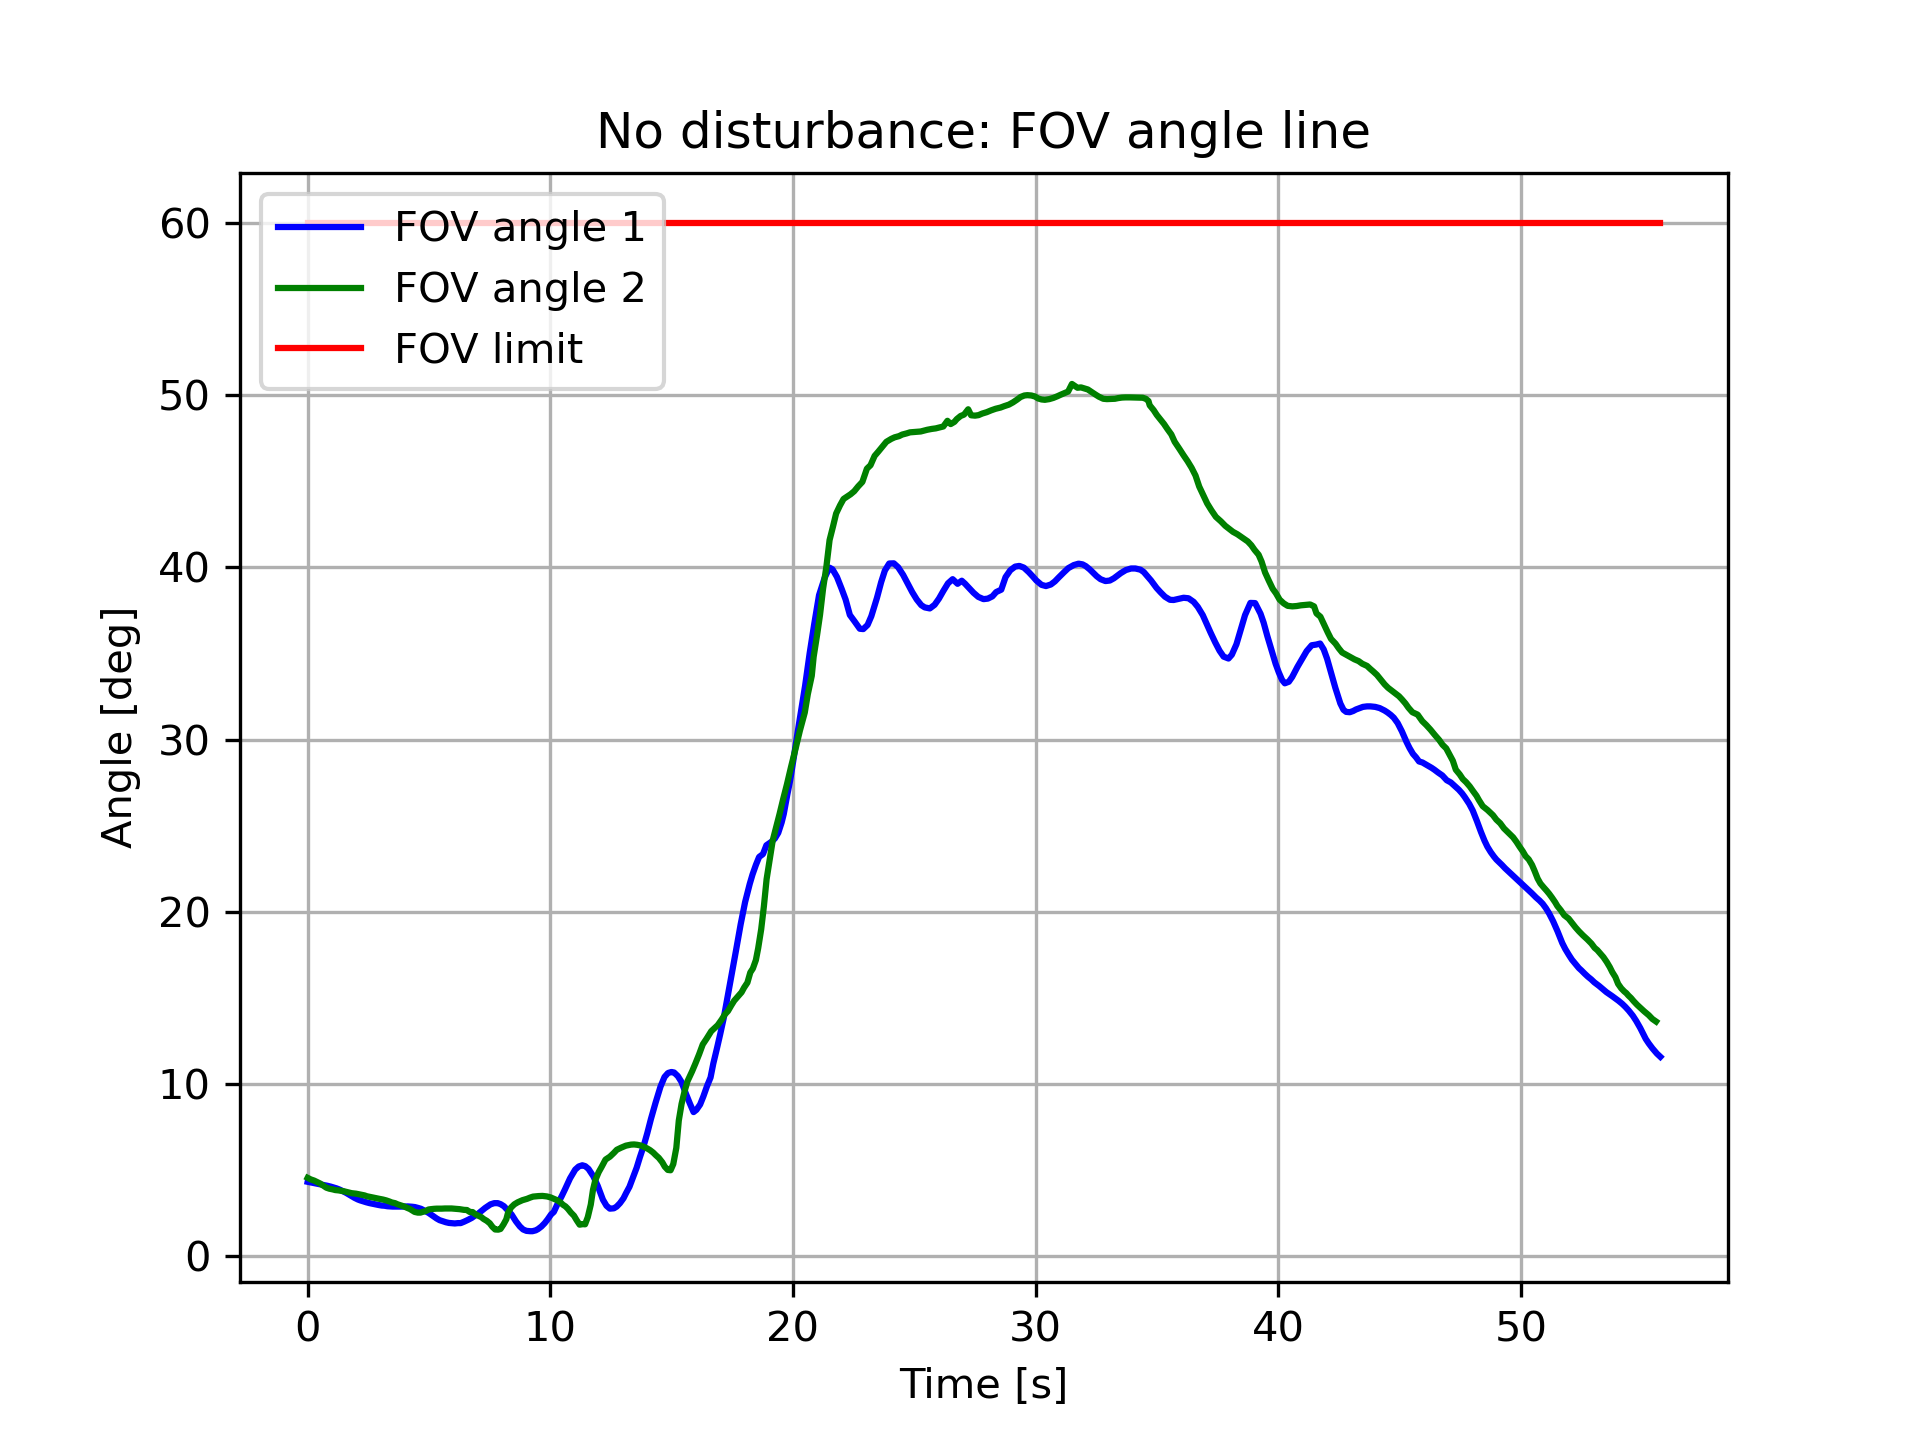 No disturbance: FOV angle line
FOV angle 1
FOV angle 2
FOV limit
60
50
40
30
20
10
0
Angle [deg]
0 10 20 30 40 50
Time [s]